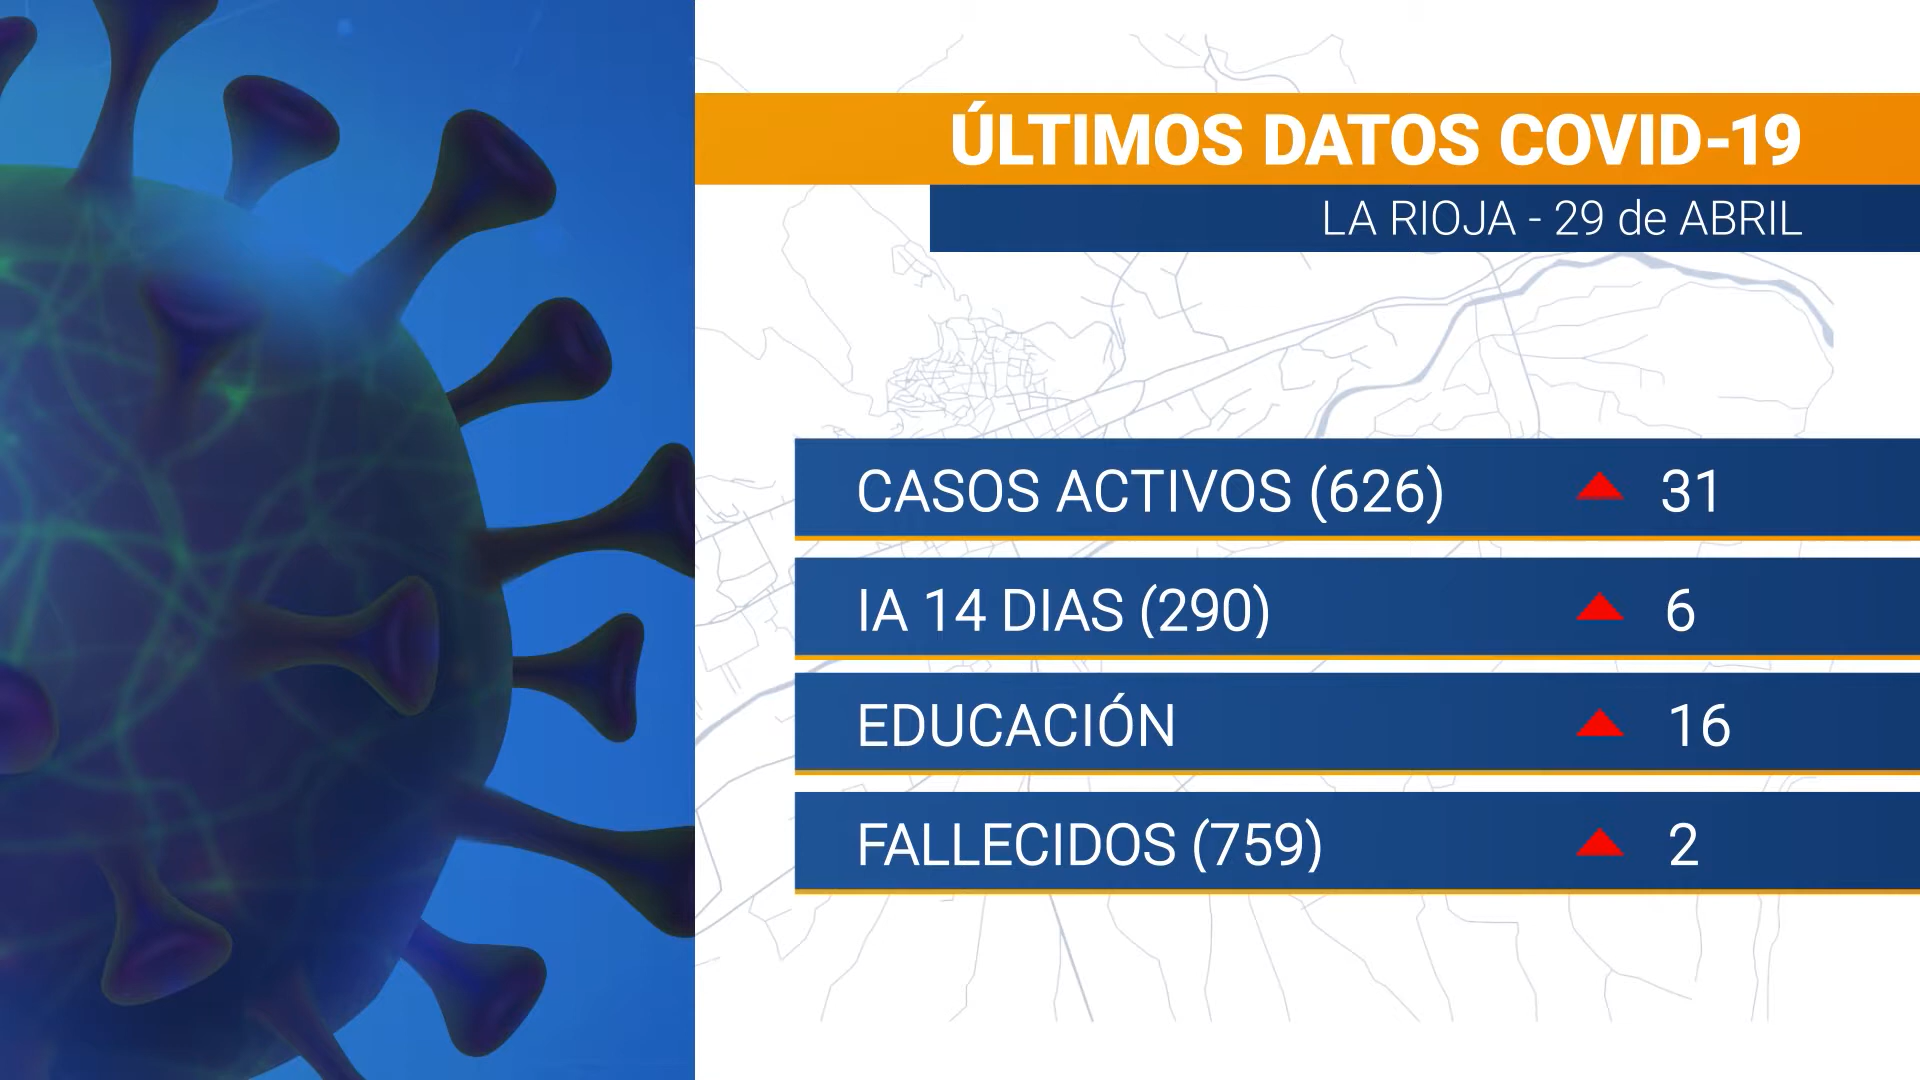 ÚLTIMOS DATOS COVID-19
LA RIOJA - 29 de ABRIL
CASOS ACTIVOS (626) 31
IA 14 DIAS (290) 6
EDUCACIÓN 16
FALLECIDOS (759) 2